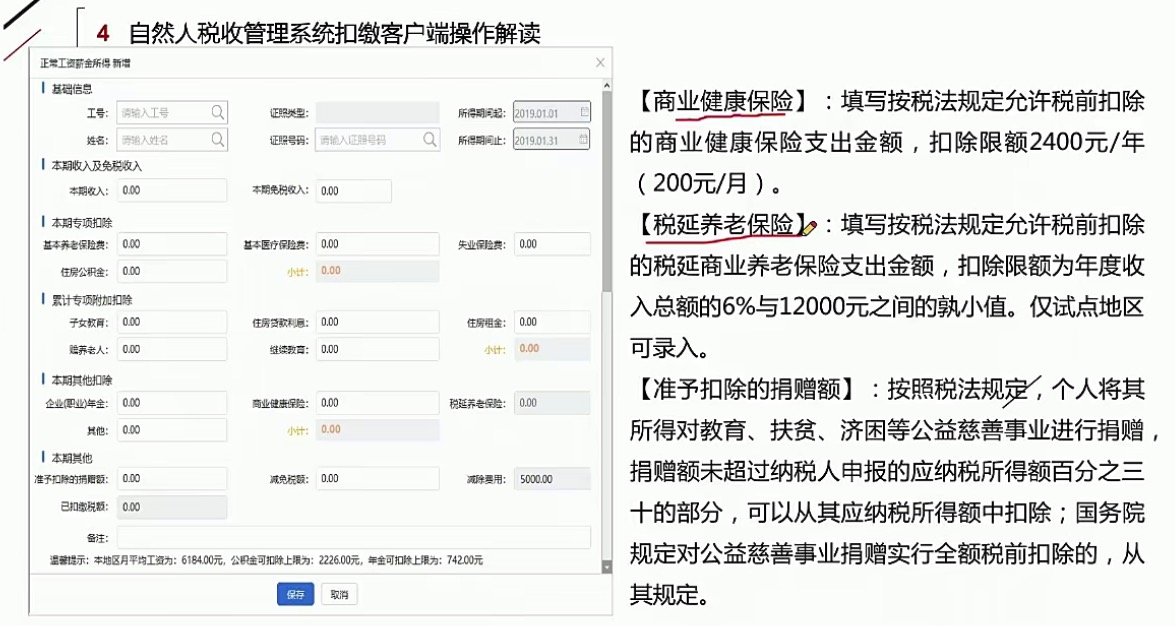 4 自然人税收管理系统扣缴客户端操作解读
正常工资薪金所得 新增
基础信息
工号: 请输入工号 证照类型: 所得期间起: 2019.01.01
姓名: 请输入姓名 证照号码: 请输入证照号码 所得期间止: 2019.01.31
本期收入及免税收入
本期收入: 0.00 本期免税收入: 0.00
本期专项扣除
基本养老保险费: 0.00 基本医疗保险费: 0.00 失业保险费: 0.00
住房公积金: 0.00 小计: 0.00
累计专项附加扣除
子女教育: 0.00 住房贷款利息: 0.00 住房租金: 0.00
赡养老人: 0.00 继续教育: 0.00 小计: 0.00
本期其他扣除
企业(职业)年金: 0.00 商业健康保险: 0.00 税延养老保险: 0.00
其他: 0.00 小计: 0.00
本期其他
准予扣除的捐赠额: 0.00 减免税额: 0.00 减除费用: 5000.00
已扣缴税额: 0.00
备注:
温馨提示: 本地区月平均工资为: 6184.00元, 公积金可扣除上限为: 2226.00元, 年金可扣除上限为: 742.00元
保存 取消
【商业健康保险】：填写按税法规定允许税前扣除
的商业健康保险支出金额，扣除限额2400元/年
（200元/月）。
【税延养老保险】：填写按税法规定允许税前扣除
的税延商业养老保险支出金额，扣除限额为年度收
入总额的6%与12000元之间的孰小值。仅试点地区
可录入。
【准予扣除的捐赠额】：按照税法规定，个人将其
所得对教育、扶贫、济困等公益慈善事业进行捐赠，
捐赠额未超过纳税人申报的应纳税所得额百分之三
十的部分，可以从其应纳税所得额中扣除；国务院
规定对公益慈善事业捐赠实行全额税前扣除的，从
其规定。